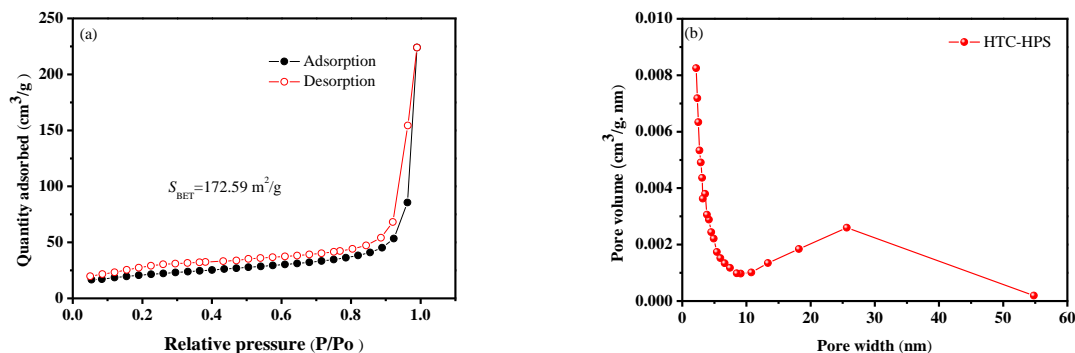 (a)
Adsorption
Desorption
S_BET=172.59 m²/g
Quantity adsorbed (cm³/g)
250
200
150
100
50
0
0.0 0.2 0.4 0.6 0.8 1.0
Relative pressure (P/Po )
(b)
HTC-HPS
Pore volume (cm³/g. nm)
0.010
0.008
0.006
0.004
0.002
0.000
0 10 20 30 40 50 60
Pore width (nm)